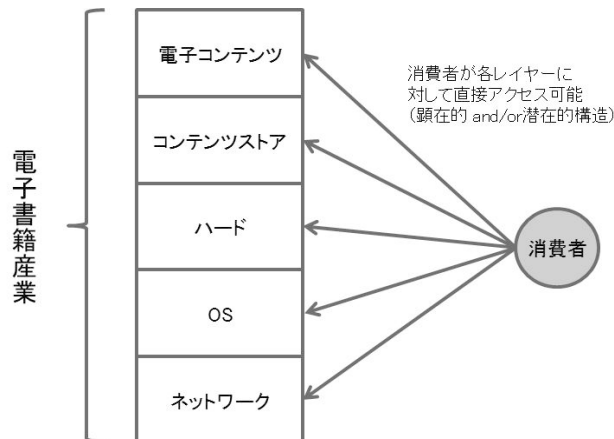 電子書籍産業
電子コンテンツ
コンテンツストア
ハード
OS
ネットワーク
消費者が各レイヤーに
対して直接アクセス可能
(顕在的 and/or潜在的構造)
消費者